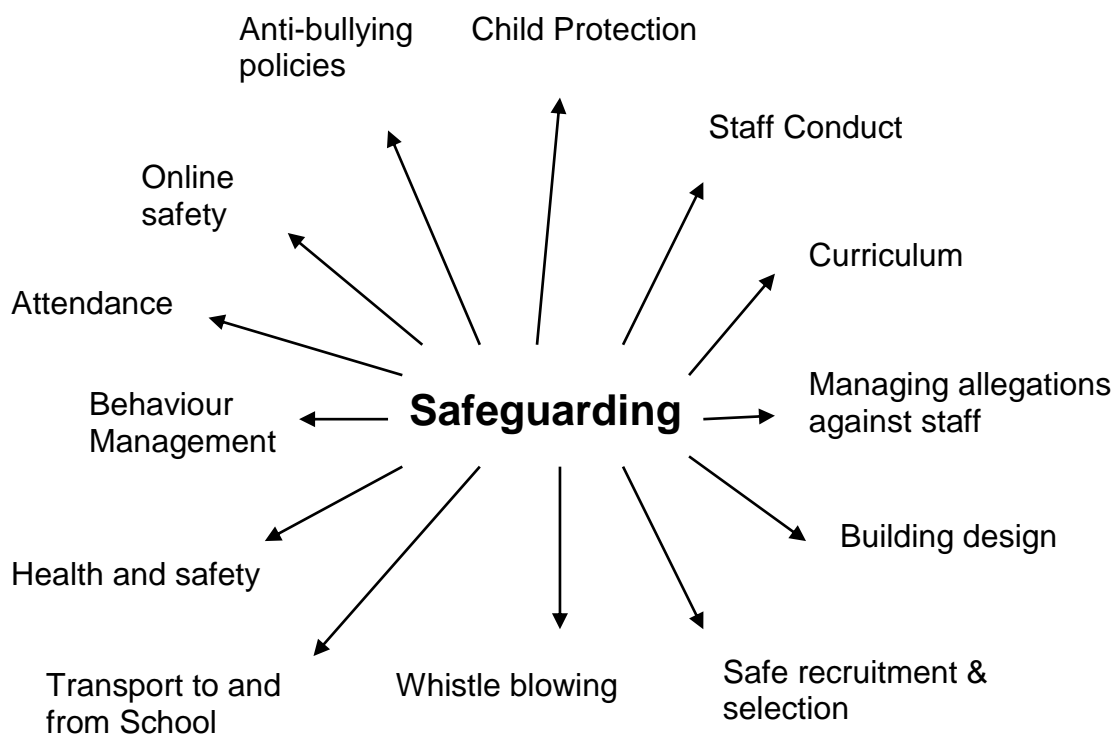 Anti-bullying
policies
Child Protection
Staff Conduct
Online
safety
Curriculum
Attendance
Managing allegations
against staff
Behaviour
Management
Safeguarding
Building design
Health and safety
Safe recruitment &
selection
Whistle blowing
Transport to and
from School